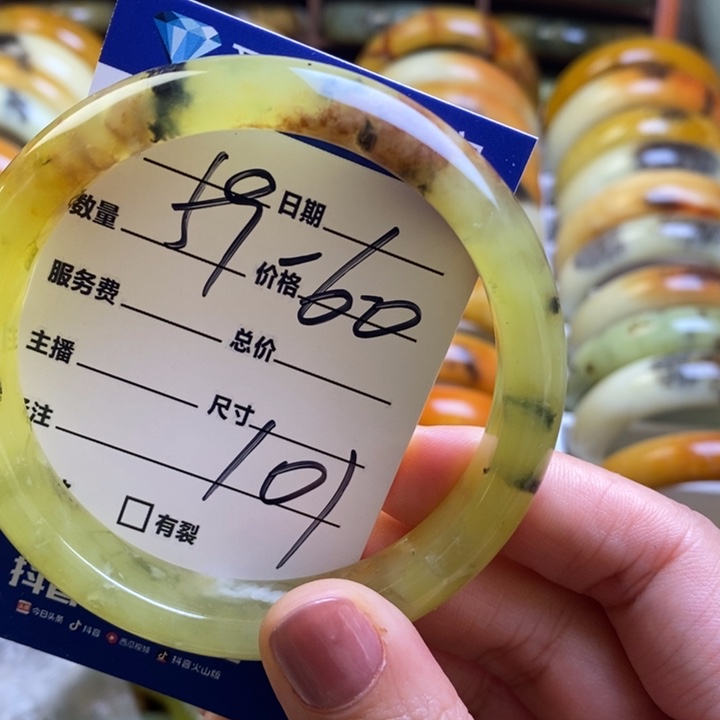 59-60
日期
数量
价格
服务费
总价
主播
尺寸
注
101
□有裂
抖音
今日头条 抖音 西瓜视频 抖音火山版